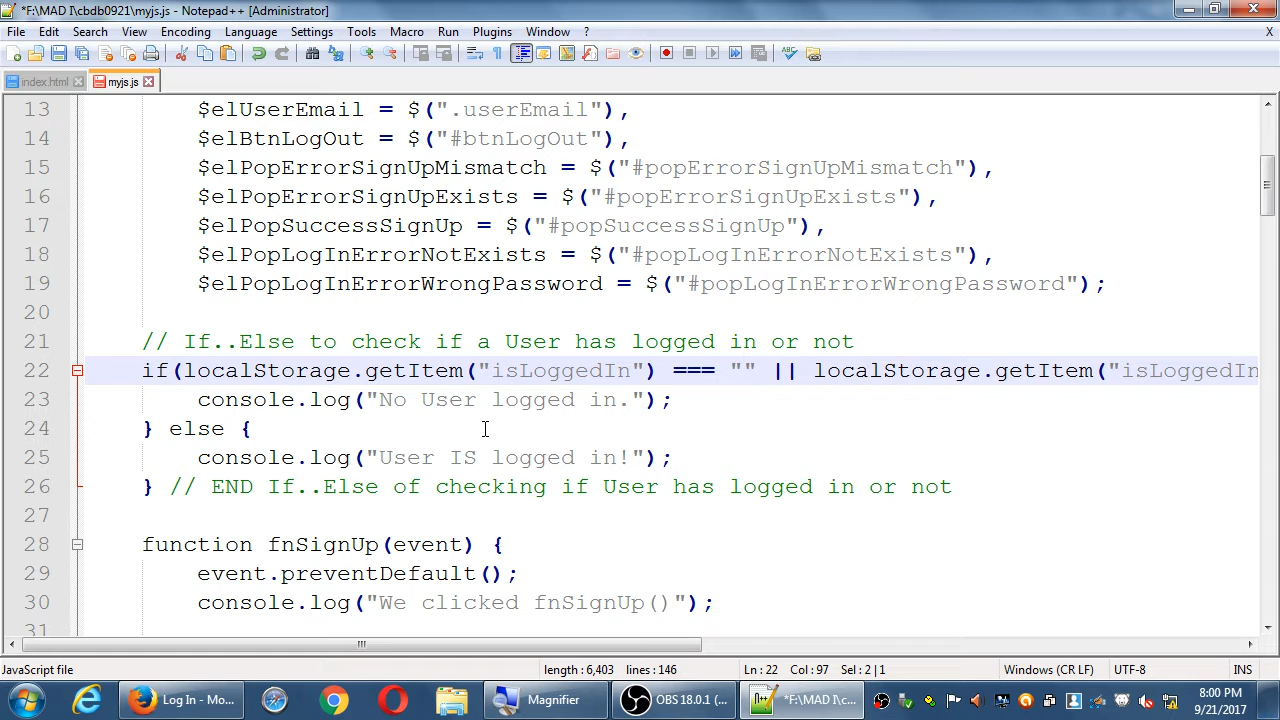 *F:\MAD I\cbdb0921\myjs.js - Notepad++ [Administrator]
File Edit Search View Encoding Language Settings Tools Macro Run Plugins Window ? X
index.html myjs.js
13 $elUserEmail = $(".userEmail"),
14 $elBtnLogOut = $("#btnLogOut"),
15 $elPopErrorSignUpMismatch = $("#popErrorSignUpMismatch"),
16 $elPopErrorSignUpExists = $("#popErrorSignUpExists"),
17 $elPopSuccessSignUp = $("#popSuccessSignUp"),
18 $elPopLogInErrorNotExists = $("#popLogInErrorNotExists"),
19 $elPopLogInErrorWrongPassword = $("#popLogInErrorWrongPassword");
20
21 // If..Else to check if a User has logged in or not
22 if(localStorage.getItem("isLoggedIn") === "" || localStorage.getItem("isLoggedIn
23 console.log("No User logged in.");
24 } else {
25 console.log("User IS logged in!");
26 } // END If..Else of checking if User has logged in or not
27
28 function fnSignUp(event) {
29 event.preventDefault();
30 console.log("We clicked fnSignUp()");
31
JavaScript file length : 6,403 lines : 146 Ln : 22 Col : 97 Sel : 2 | 1 Windows (CR LF) UTF-8 INS
Log In - Mo... Magnifier OBS 18.0.1 (... *F:\MAD I\c... 8:00 PM
9/21/2017